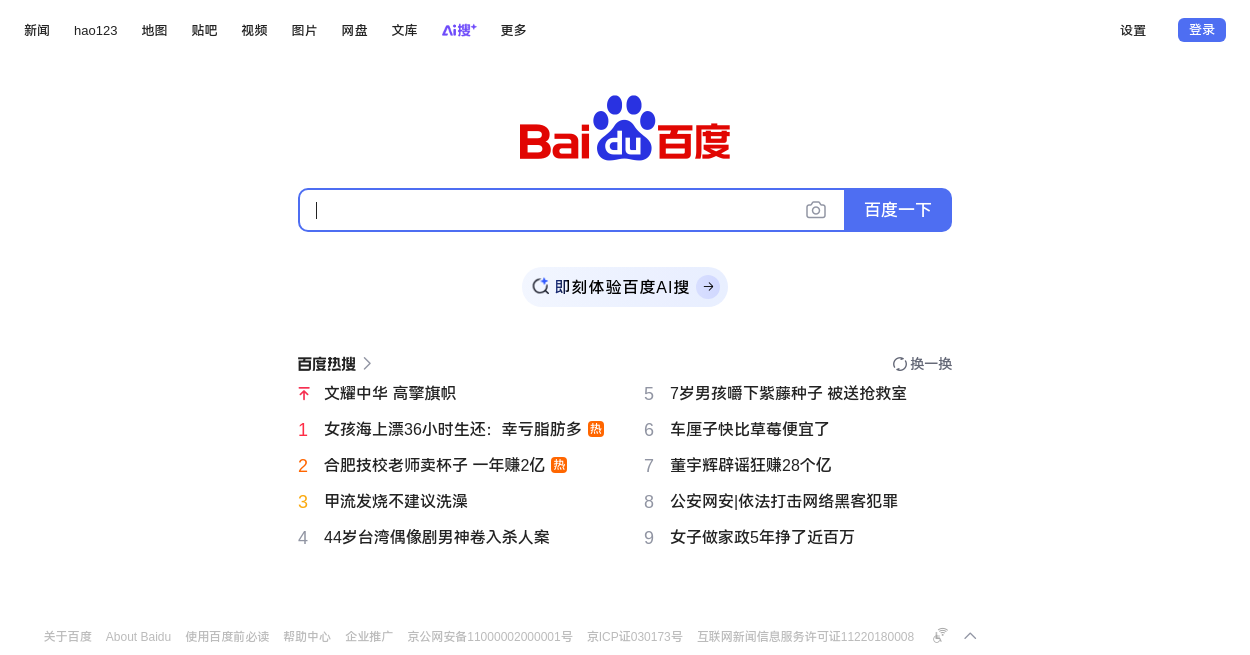 新闻 hao123 地图 贴吧 视频 图片 网盘 文库 Ai搜+ 更多 设置 登录
Bai du 百度
百度一下
即刻体验百度AI搜
百度热搜 换一换
文耀中华 高擎旗帜
1 女孩海上漂36小时生还：幸亏脂肪多 热
2 合肥技校老师卖杯子 一年赚2亿 热
3 甲流发烧不建议洗澡
4 44岁台湾偶像剧男神卷入杀人案
5 7岁男孩嚼下紫藤种子 被送抢救室
6 车厘子快比草莓便宜了
7 董宇辉辟谣狂赚28个亿
8 公安网安|依法打击网络黑客犯罪
9 女子做家政5年挣了近百万
关于百度 About Baidu 使用百度前必读 帮助中心 企业推广 京公网安备11000002000001号 京ICP证030173号 互联网新闻信息服务许可证11220180008